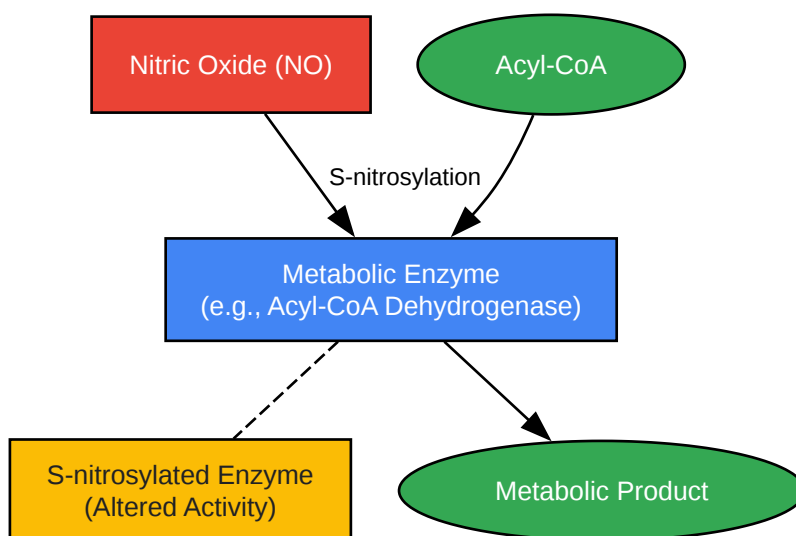 Nitric Oxide (NO)
Acyl-CoA
S-nitrosylation
Metabolic Enzyme
(e.g., Acyl-CoA Dehydrogenase)
S-nitrosylated Enzyme
(Altered Activity)
Metabolic Product